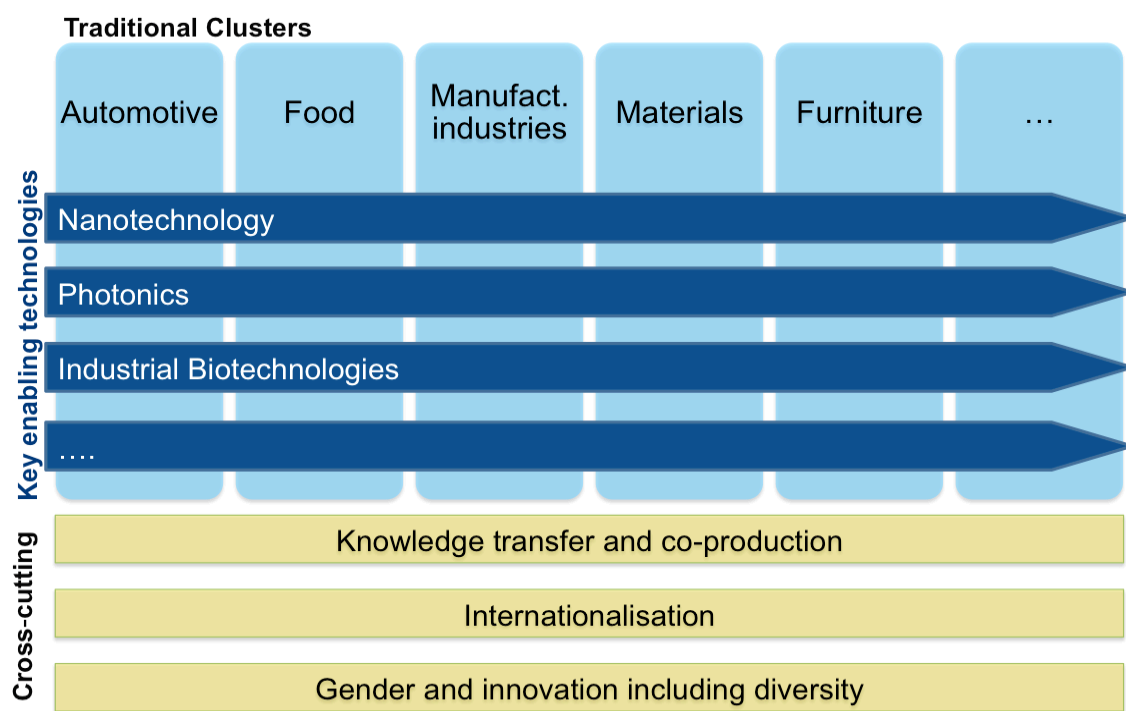 Traditional Clusters
Automotive
Food
Manufact.
industries
Materials
Furniture
…
Key enabling technologies
Nanotechnology
Photonics
Industrial Biotechnologies
….
Cross-cutting
Knowledge transfer and co-production
Internationalisation
Gender and innovation including diversity